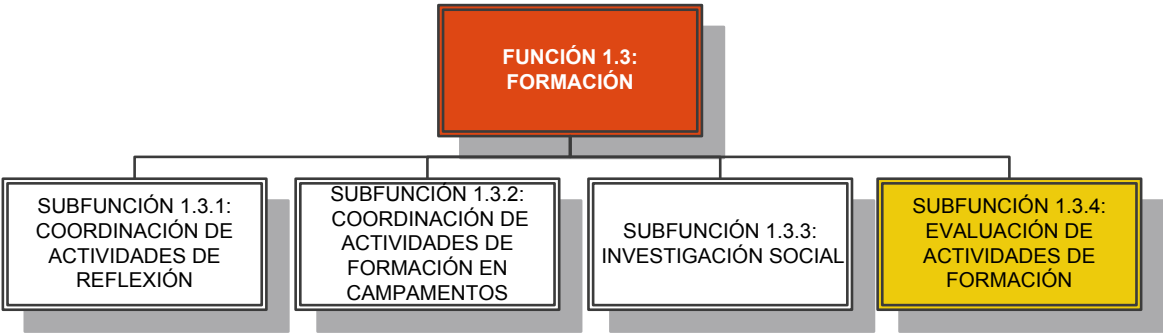 FUNCIÓN 1.3:
FORMACIÓN
SUBFUNCIÓN 1.3.1:
COORDINACIÓN DE
ACTIVIDADES DE
REFLEXIÓN
SUBFUNCIÓN 1.3.2:
COORDINACIÓN DE
ACTIVIDADES DE
FORMACIÓN EN
CAMPAMENTOS
SUBFUNCIÓN 1.3.3:
INVESTIGACIÓN SOCIAL
SUBFUNCIÓN 1.3.4:
EVALUACIÓN DE
ACTIVIDADES DE
FORMACIÓN